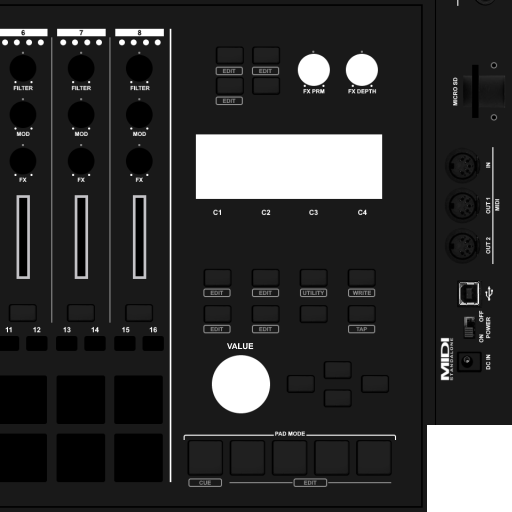 6 7 8
FILTER FILTER FILTER
MOD MOD MOD
FX FX FX
11 12 13 14 15 16
EDIT EDIT
EDIT
FX PRM FX DEPTH
C1 C2 C3 C4
EDIT EDIT UTILITY WRITE
EDIT EDIT TAP
VALUE
PAD MODE
CUE EDIT
MICRO SD
IN
OUT 1
OUT 2
MIDI
OFF
ON
POWER
DC IN
MIDI
STANDALONE